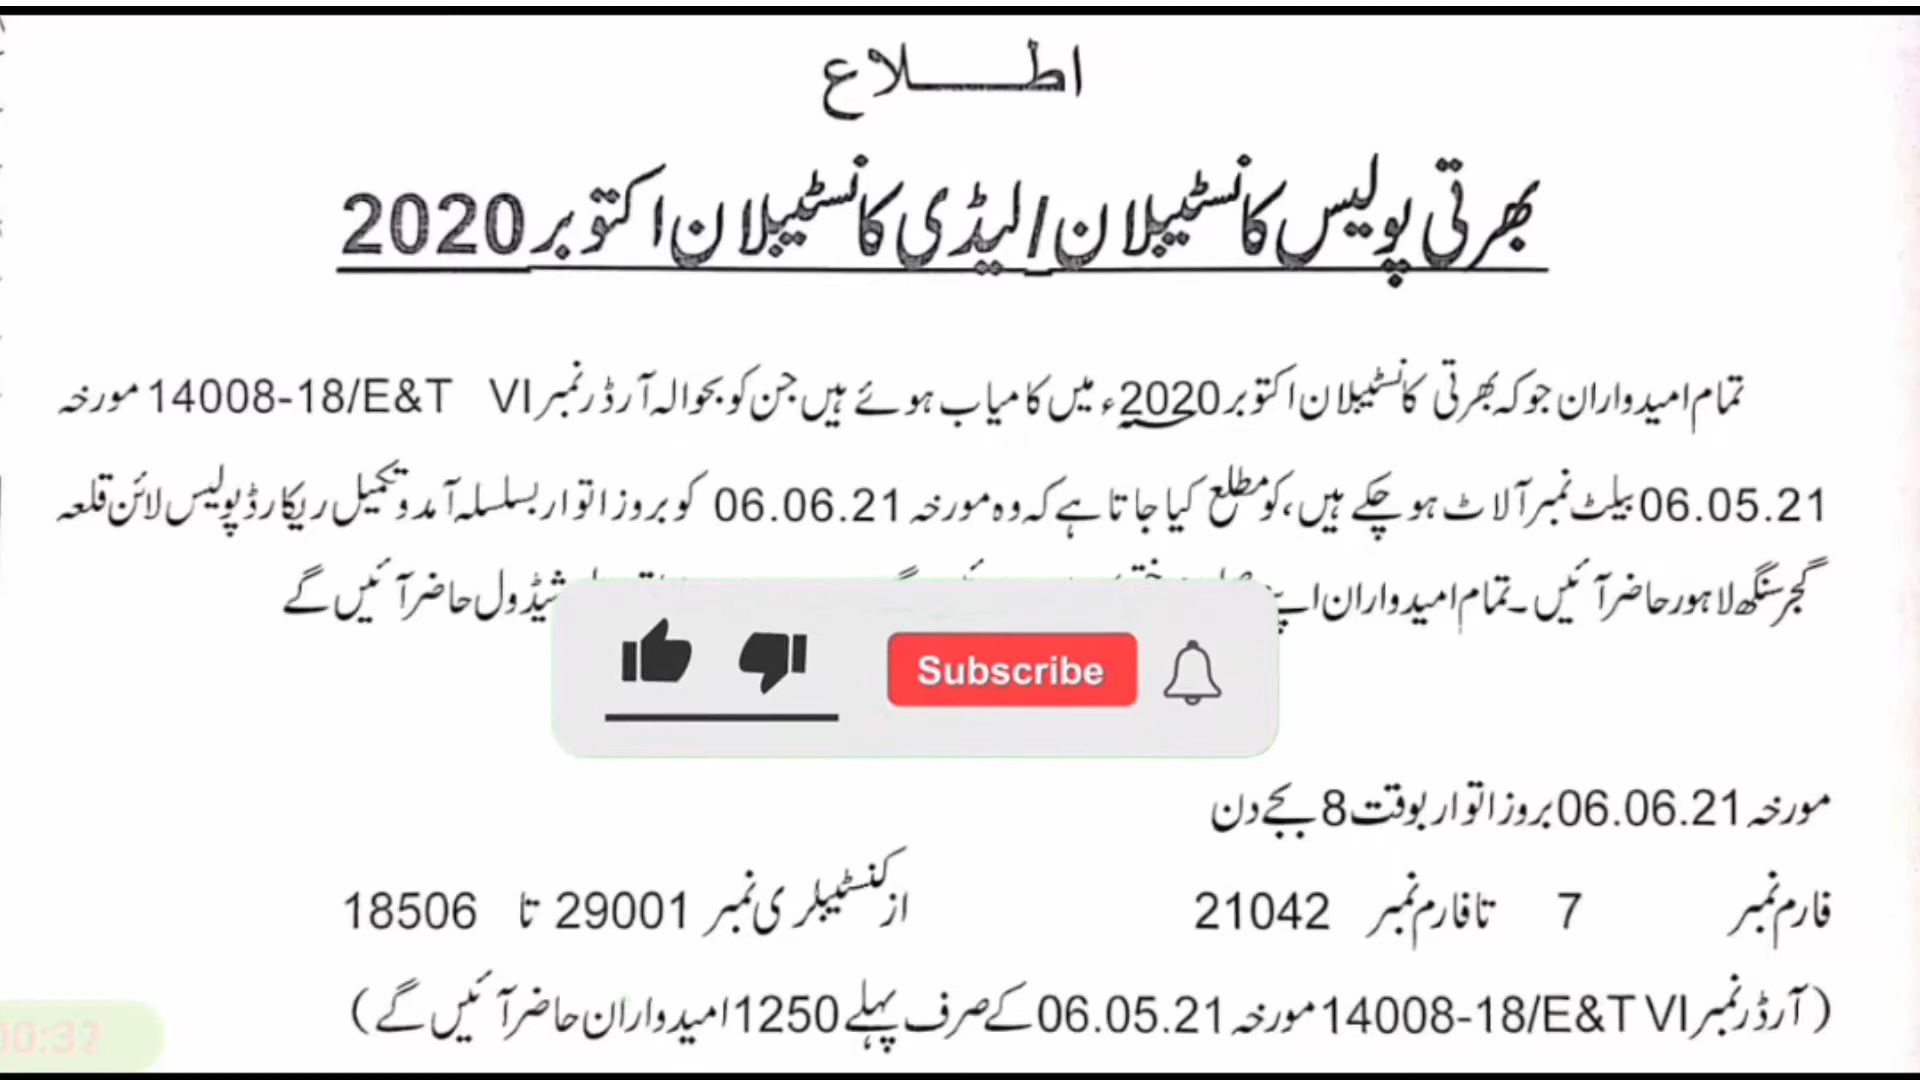 اطلاع
بھرتی پولیس کانسٹیبلان/لیڈی کانسٹیبلان اکتوبر 2020
تمام امیدواران جو کہ بھرتی کانسٹیبلان اکتوبر 2020ء میں کامیاب ہوئے ہیں جن کو بحوالہ آرڈر نمبر 14008-18/E&T VI مورخہ
06.05.21 بیلٹ نمبر آلاٹ ہو چکے ہیں، کو مطلع کیا جاتا ہے کہ وہ مورخہ 06.06.21 کو بروز اتوار بسلسلہ آمد و تکمیل ریکارڈ پولیس لائن قلعہ
گجر سنگھ لاہور حاضر آئیں۔ تمام امیدواران شیڈول حاضر آئیں گے
Subscribe
مورخہ 06.06.21 بروز اتوار بوقت 8 بجے دن
فارم نمبر 7 تا فارم نمبر 21042 از کنسٹیبلری نمبر 29001 تا 18506
(آرڈر نمبر 14008-18/E&T VI مورخہ 06.05.21 کے صرف پہلے 1250 امیدواران حاضر آئیں گے)